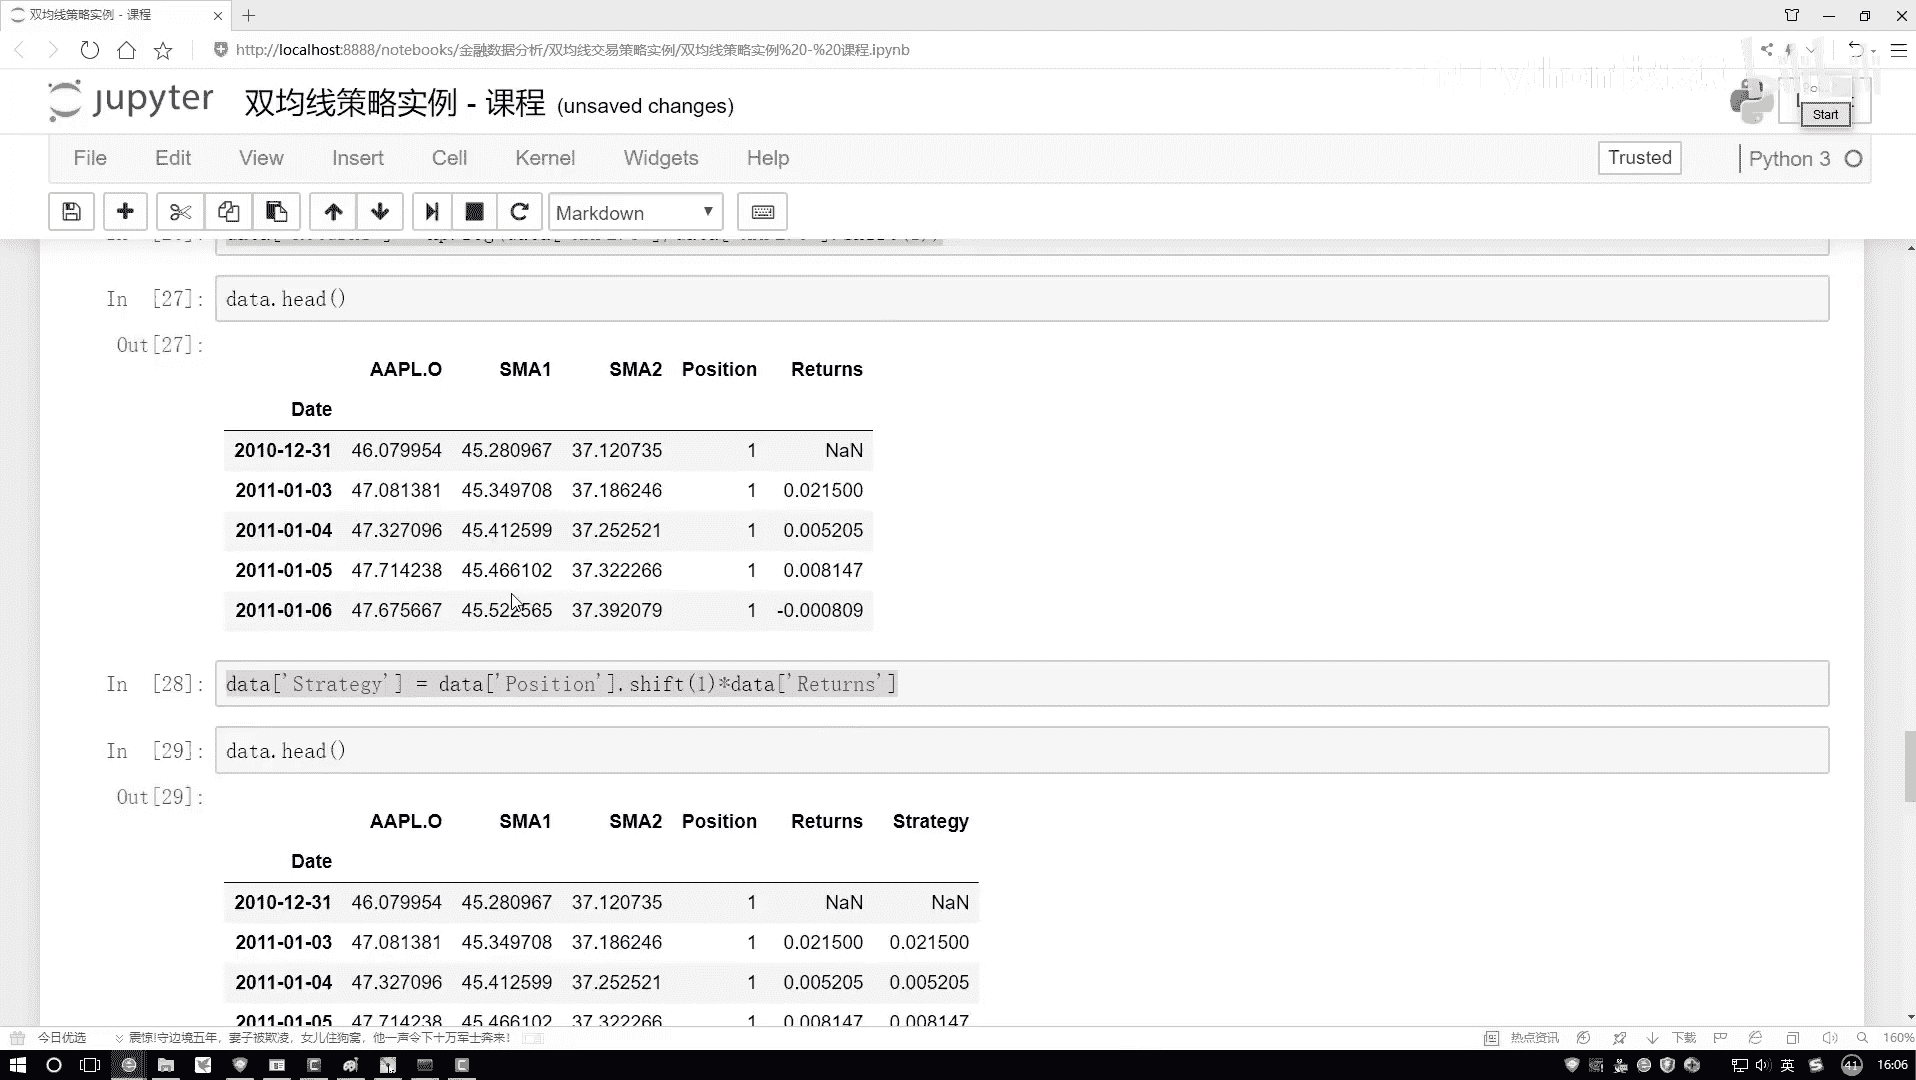 双均线策略实例 - 课程
http://localhost:8888/notebooks/金融数据分析/双均线交易策略实例/双均线策略实例%20-%20课程.ipynb
jupyter 双均线策略实例 - 课程 (unsaved changes)
Start
File Edit View Insert Cell Kernel Widgets Help
Trusted Python 3
Markdown
In [27]: data.head()
Out[27]:
AAPL.O SMA1 SMA2 Position Returns
Date
2010-12-31 46.079954 45.280967 37.120735 1 NaN
2011-01-03 47.081381 45.349708 37.186246 1 0.021500
2011-01-04 47.327096 45.412599 37.252521 1 0.005205
2011-01-05 47.714238 45.466102 37.322266 1 0.008147
2011-01-06 47.675667 45.522565 37.392079 1 -0.000809
In [28]: data['Strategy'] = data['Position'].shift(1)*data['Returns']
In [29]: data.head()
Out[29]:
AAPL.O SMA1 SMA2 Position Returns Strategy
Date
2010-12-31 46.079954 45.280967 37.120735 1 NaN NaN
2011-01-03 47.081381 45.349708 37.186246 1 0.021500 0.021500
2011-01-04 47.327096 45.412599 37.252521 1 0.005205 0.005205
2011-01-05 47.714238 45.466102 37.322266 1 0.008147 0.008147
今日优选 震惊!守边境五年，妻子被欺凌，女儿住狗窝，他一声令下十万军士奔来！ 热点资讯 下载 160%
英 41 16:06